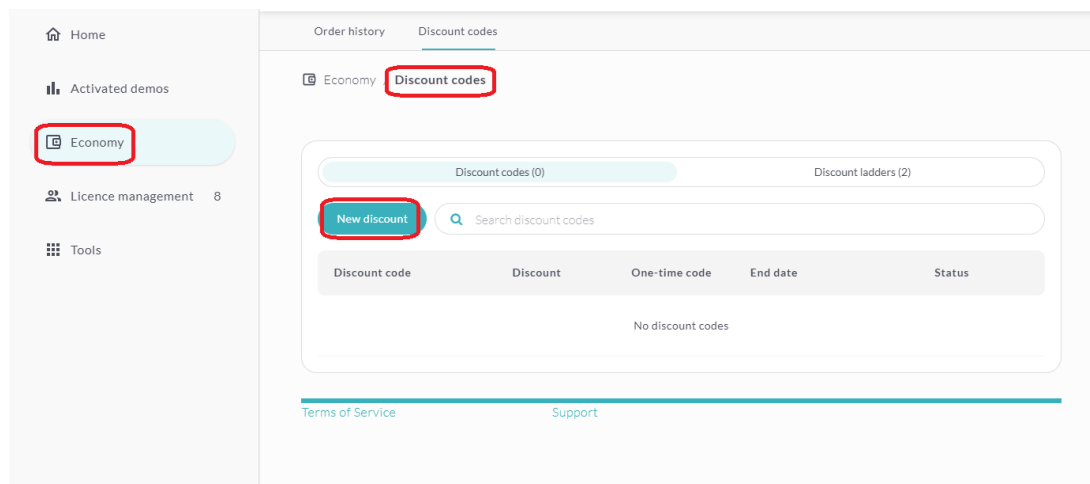 Home
Activated demos
Economy
Licence management 8
Tools
Order history Discount codes
Economy / Discount codes
Discount codes (0) Discount ladders (2)
New discount Search discount codes
Discount code Discount One-time code End date Status
No discount codes
Terms of Service Support